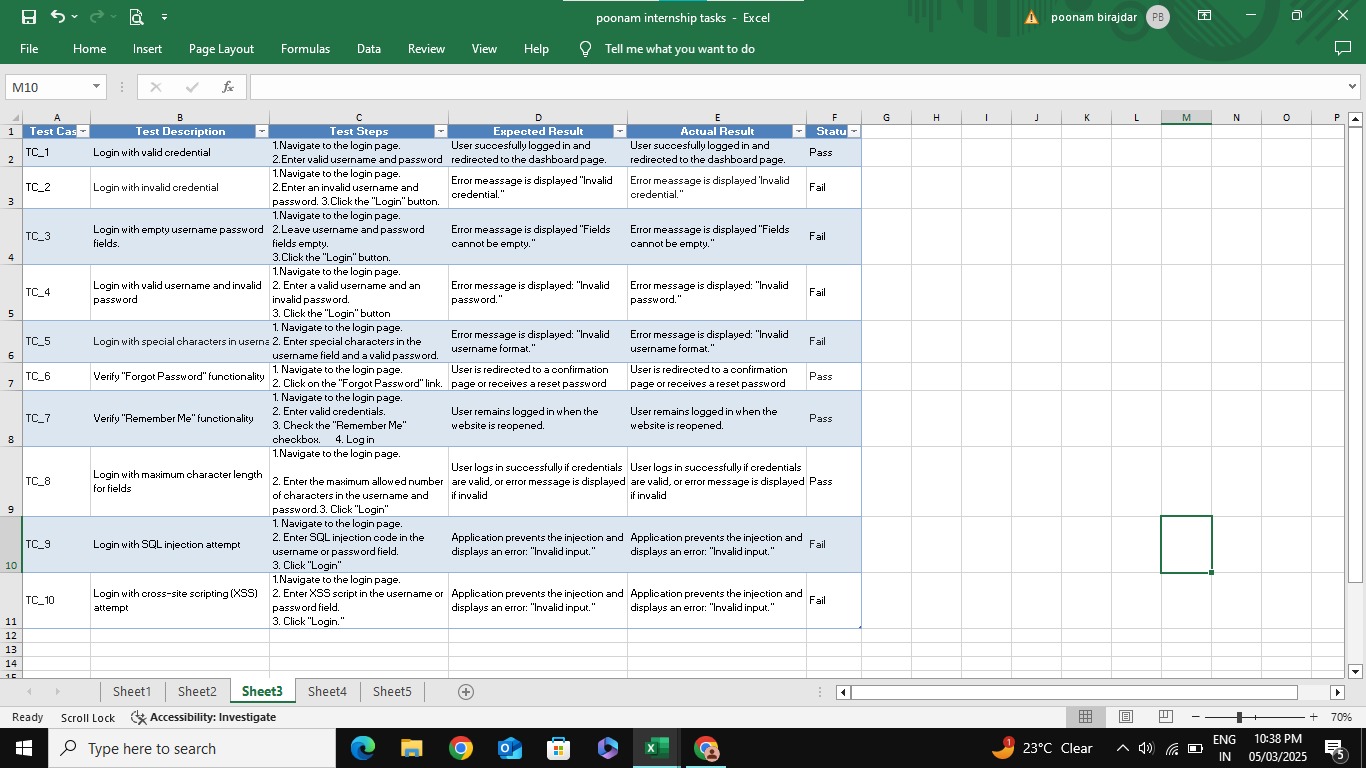 poonam internship tasks - Excel
poonam birajdar
PB
File Home Insert Page Layout Formulas Data Review View Help Tell me what you want to do
M10
fx
A B C D E F G H I J K L M N O P
1 Test Cas Test Description Test Steps Expected Result Actual Result Statu
2
TC_1
Login with valid credential
1.Navigate to the login page.
2.Enter valid username and password
User succesfully logged in and
redirected to the dashboard page.
User succesfully logged in and
redirected to the dashboard page.
Pass
3
TC_2
Login with invalid credential
1.Navigate to the login page.
2.Enter an invalid username and
password. 3.Click the "Login" button.
Error meassage is displayed "Invalid
credential."
Error meassage is displayed 'Invalid
credential."
Fail
4
TC_3
Login with empty username password
fields.
1.Navigate to the login page.
2.Leave username and password
fields empty.
3.Click the "Login" button.
Error meassage is displayed "Fields
cannot be empty."
Error meassage is displayed "Fields
cannot be empty."
Fail
5
TC_4
Login with valid username and invalid
password
1.Navigate to the login page.
2. Enter a valid username and an
invalid password.
3. Click the "Login" button
Error message is displayed: "Invalid
password."
Error message is displayed: "Invalid
password."
Fail
6
TC_5
Login with special characters in userna
1. Navigate to the login page.
2. Enter special characters in the
username field and a valid password.
Error message is displayed: "Invalid
username format."
Error message is displayed: "Invalid
username format."
Fail
7
TC_6
Verify "Forgot Password" functionality
1. Navigate to the login page.
2. Click on the "Forgot Password" link.
User is redirected to a confirmation
page or receives a reset password
User is redirected to a confirmation
page or receives a reset password
Pass
8
TC_7
Verify "Remember Me" functionality
1. Navigate to the login page.
2. Enter valid credentials.
3. Check the "Remember Me"
checkbox. 4. Log in
User remains logged in when the
website is reopened.
User remains logged in when the
website is reopened.
Pass
9
TC_8
Login with maximum character length
for fields
1.Navigate to the login page.
2. Enter the maximum allowed number
of characters in the username and
password.3. Click "Login"
User logs in successfully if credentials
are valid, or error message is displayed
if invalid
User logs in successfully if credentials
are valid, or error message is displayed
if invalid
Pass
10
TC_9
Login with SQL injection attempt
1. Navigate to the login page.
2. Enter SQL injection code in the
username or password field.
3. Click "Login"
Application prevents the injection and
displays an error: "Invalid input."
Application prevents the injection and
displays an error: "Invalid input."
Fail
11
TC_10
Login with cross-site scripting (XSS)
attempt
1.Navigate to the login page.
2. Enter XSS script in the username or
password field.
3. Click "Login."
Application prevents the injection and
displays an error: "Invalid input."
Application prevents the injection and
displays an error: "Invalid input."
Fail
12
13
14
15
Sheet1 Sheet2 Sheet3 Sheet4 Sheet5
Ready Scroll Lock Accessibility: Investigate
70%
Type here to search
1
23°C Clear
ENG
IN
10:38 PM
05/03/2025
5